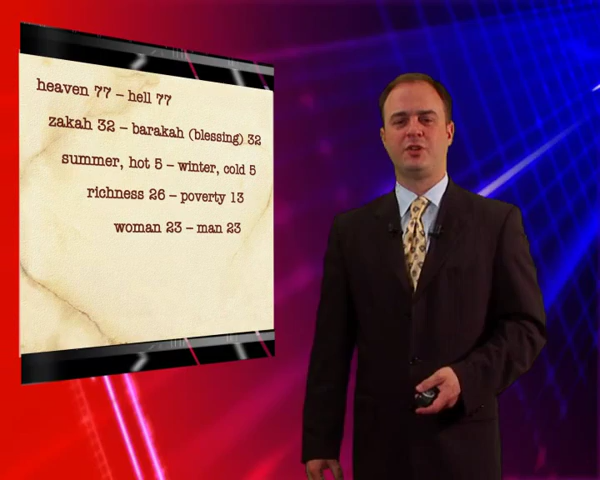 heaven 77 – hell 77
zakah 32 – barakah (blessing) 32
summer, hot 5 – winter, cold 5
richness 26 – poverty 13
woman 23 – man 23